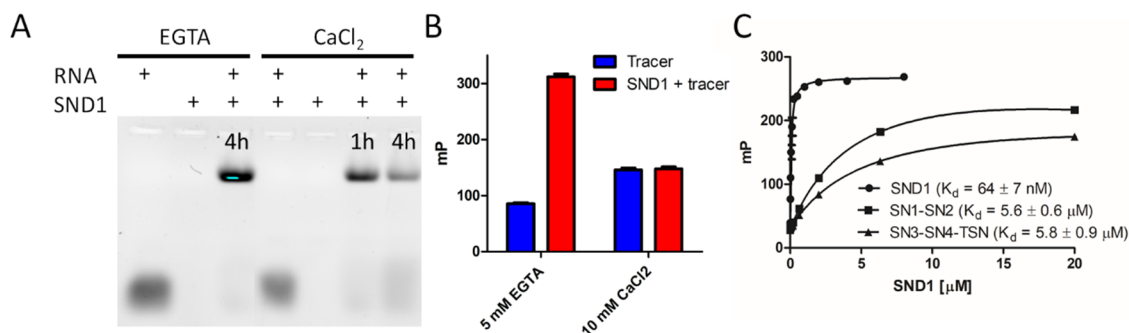 A
EGTA CaCl2
RNA + + + + +
SND1 + + + + + +
4h 1h 4h
B
Tracer
SND1 + tracer
mP
300
200
100
0
5 mM EGTA
10 mM CaCl2
C
mP
300
200
100
0
SND1 (Kd = 64 ± 7 nM)
SN1-SN2 (Kd = 5.6 ± 0.6 µM)
SN3-SN4-TSN (Kd = 5.8 ± 0.9 µM)
0 5 10 15 20
SND1 [µM]